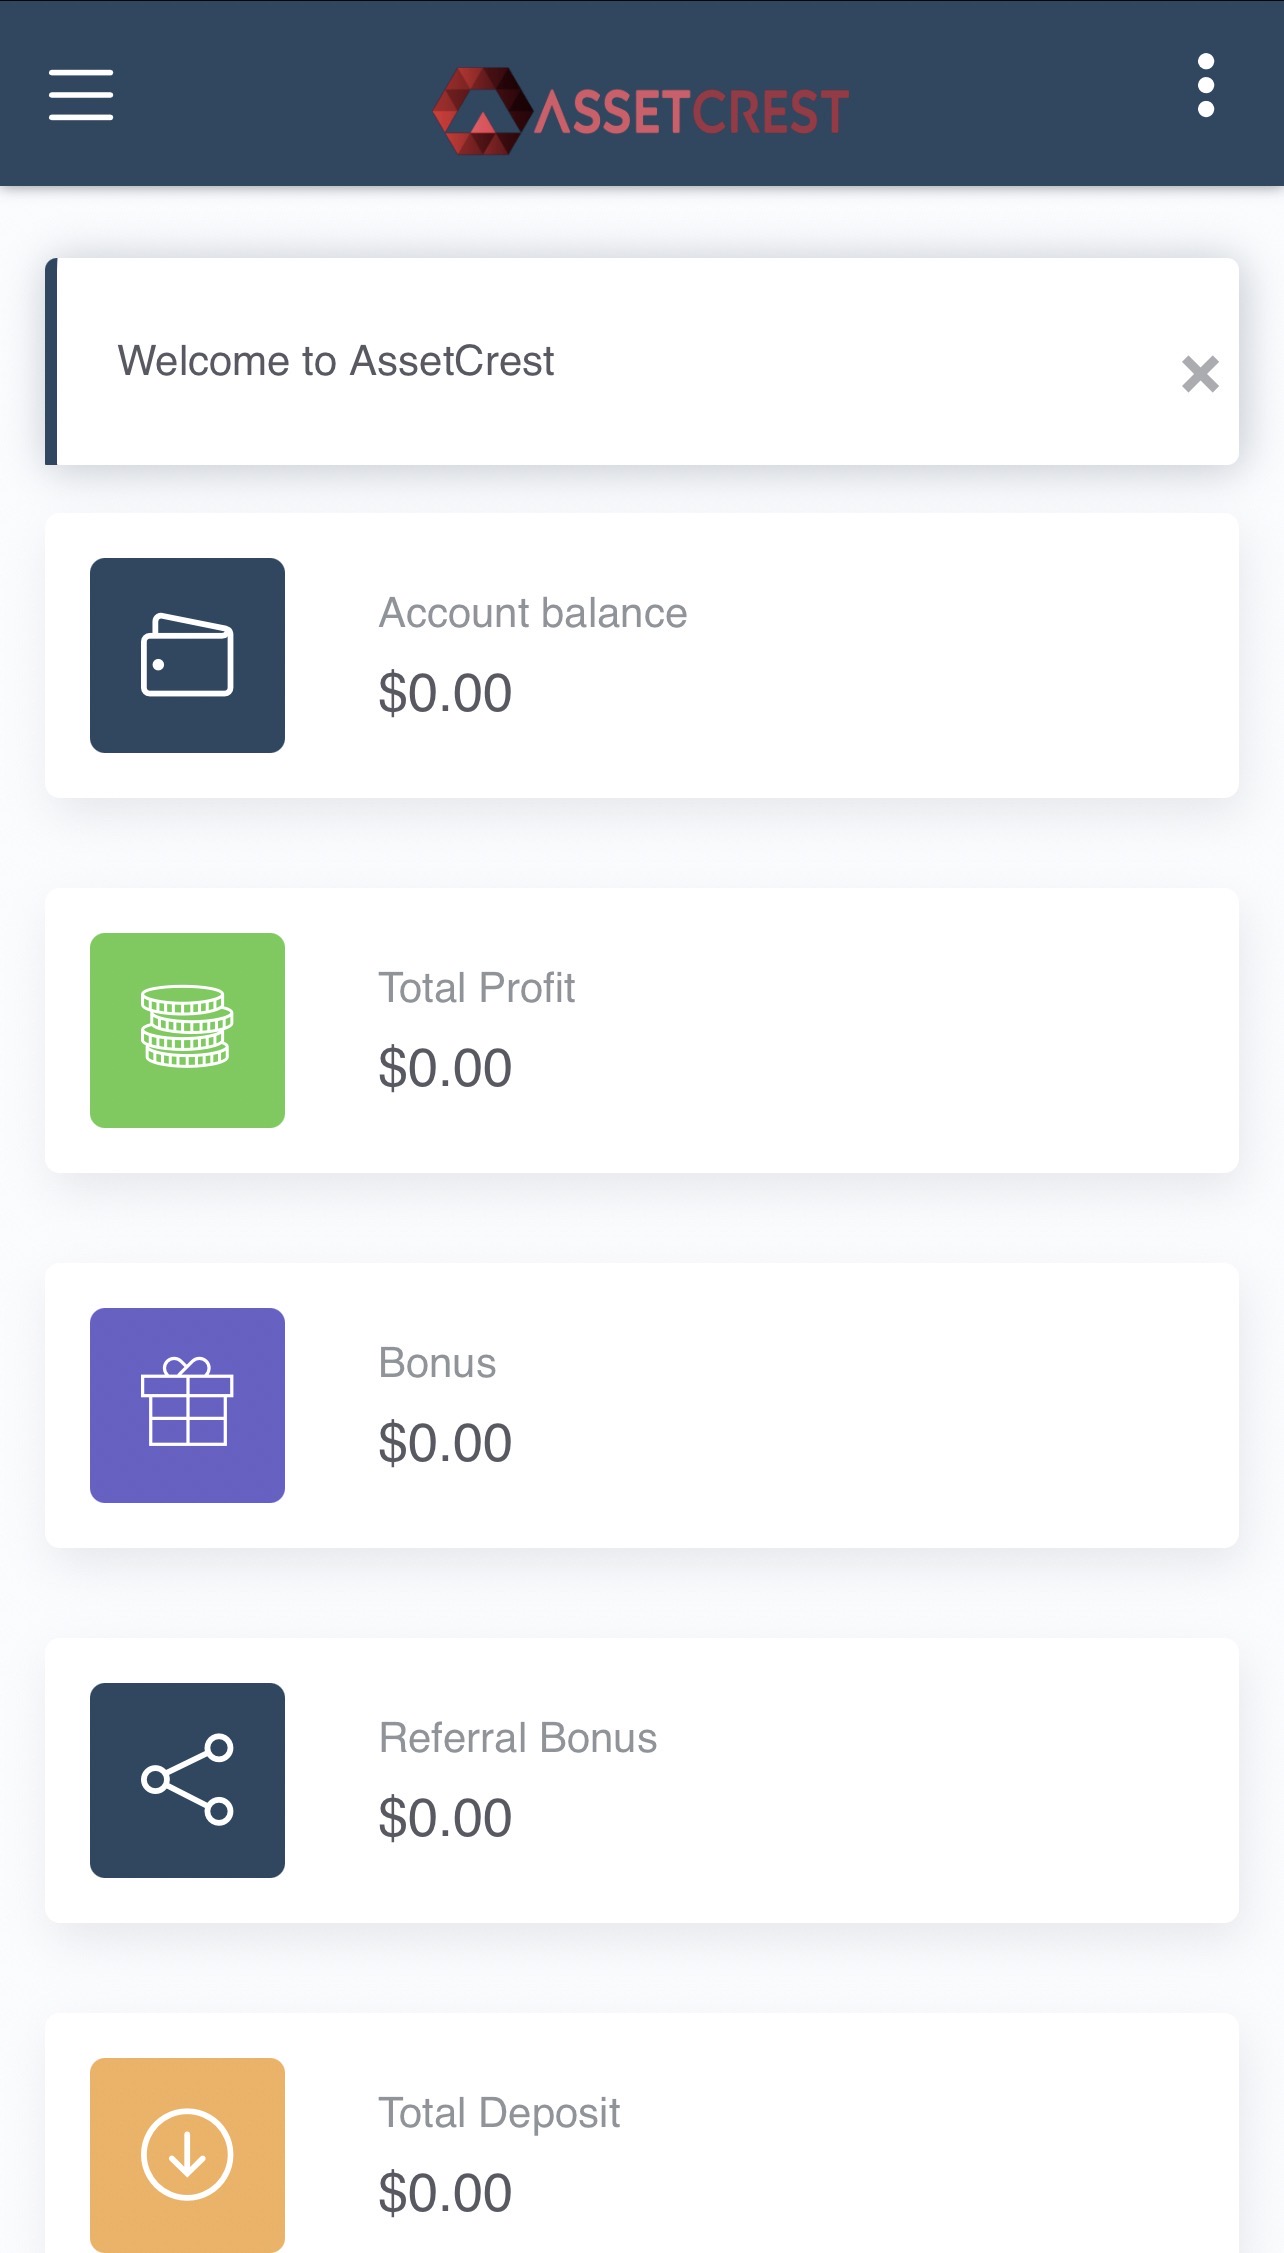 ASSETCREST
Welcome to AssetCrest
Account balance
$0.00
Total Profit
$0.00
Bonus
$0.00
Referral Bonus
$0.00
Total Deposit
$0.00